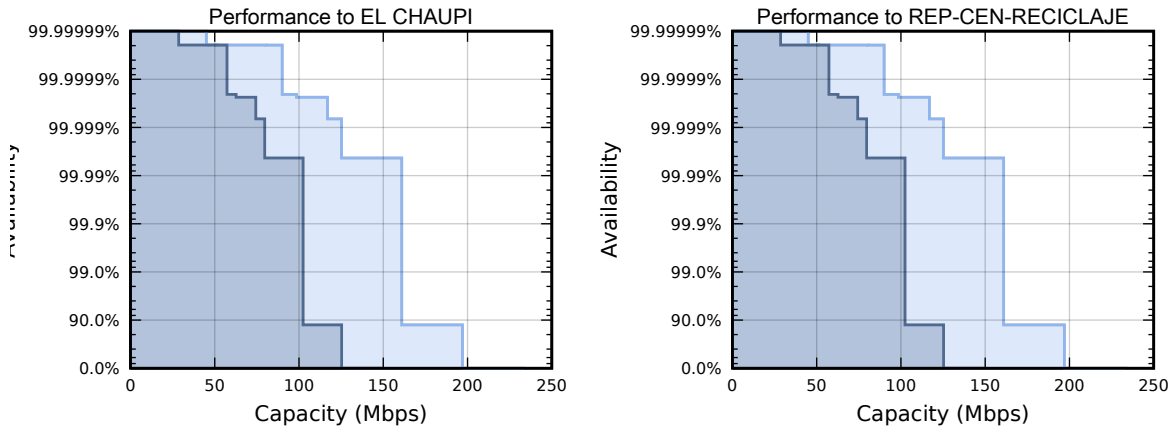 Performance to EL CHAUPI
99.99999%
99.9999%
99.999%
99.99%
99.9%
99.0%
90.0%
0.0%
Availability
0 50 100 150 200 250
Capacity (Mbps)
Performance to REP-CEN-RECICLAJE
99.99999%
99.9999%
99.999%
99.99%
99.9%
99.0%
90.0%
0.0%
Availability
0 50 100 150 200 250
Capacity (Mbps)